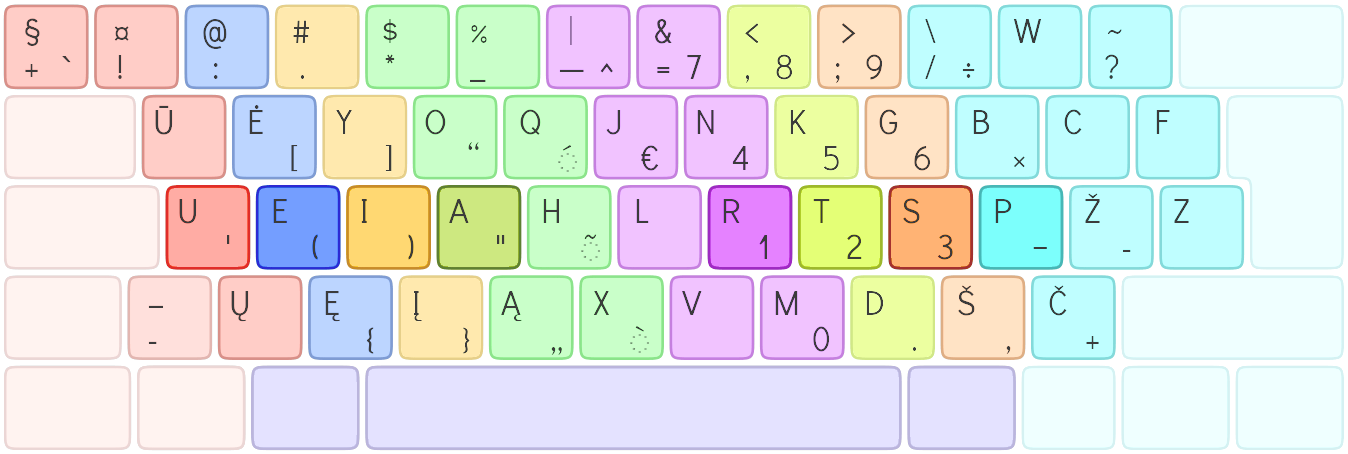 § ¤ @ # $ % | & < > \ W ~
+ ` ! : . * _ — ^ = 7 , 8 ; 9 / ÷ ?
Ū Ė Y O Q J N K G B C F
[ ] “ ◌́ € 4 5 6 ×
U E I A H L R T S P Ž Z
' ( ) " ◌̃ 1 2 3 – -
– Ų Ę Į Ą X V M D Š Č
- { } „ ◌̀ 0 . , +